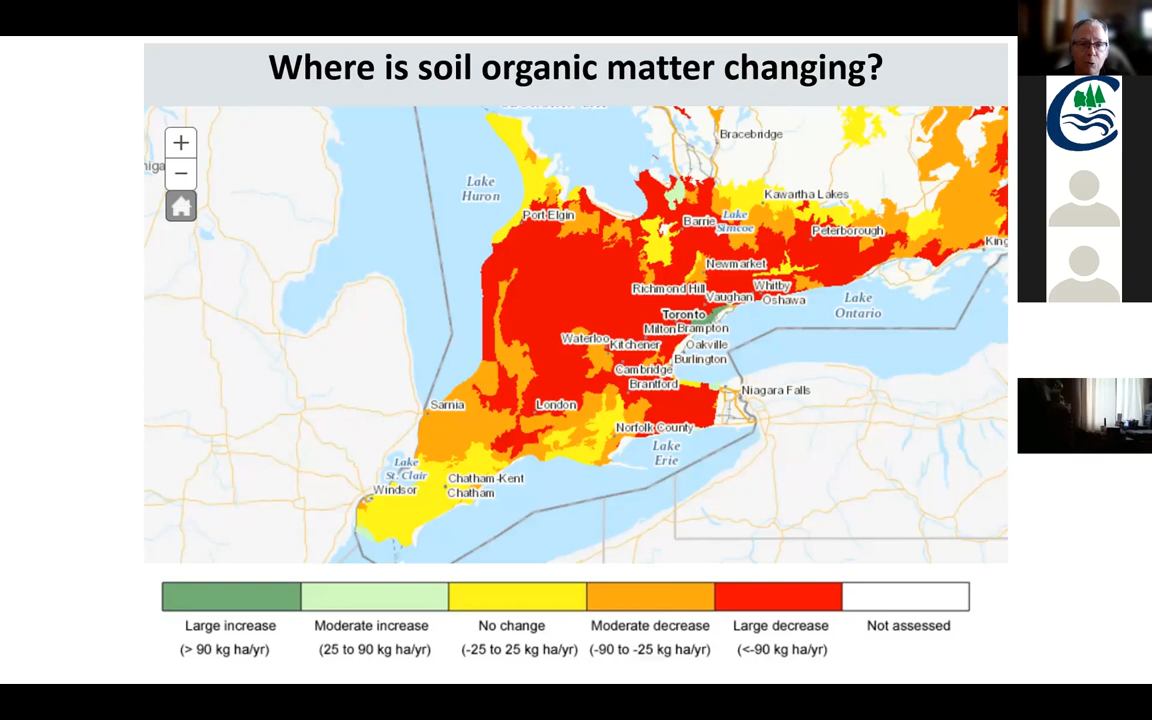 Where is soil organic matter changing?
+
−
Bracebridge
Lake
Huron
Kawartha Lakes
Port Elgin
Barrie
Lake
Simcoe
Peterborough
Newmarket
Richmond Hill
Whitby
Vaughan
Oshawa
Lake
Ontario
Toronto
Milton
Brampton
Waterloo
Kitchener
Oakville
Burlington
Cambridge
Brantford
Niagara Falls
Sarnia
London
Norfolk County
Lake
Erie
Lake
St. Clair
Chatham-Kent
Windsor
Chatham
Large increase
(> 90 kg ha/yr)
Moderate increase
(25 to 90 kg ha/yr)
No change
(-25 to 25 kg ha/yr)
Moderate decrease
(-90 to -25 kg ha/yr)
Large decrease
(<-90 kg ha/yr)
Not assessed